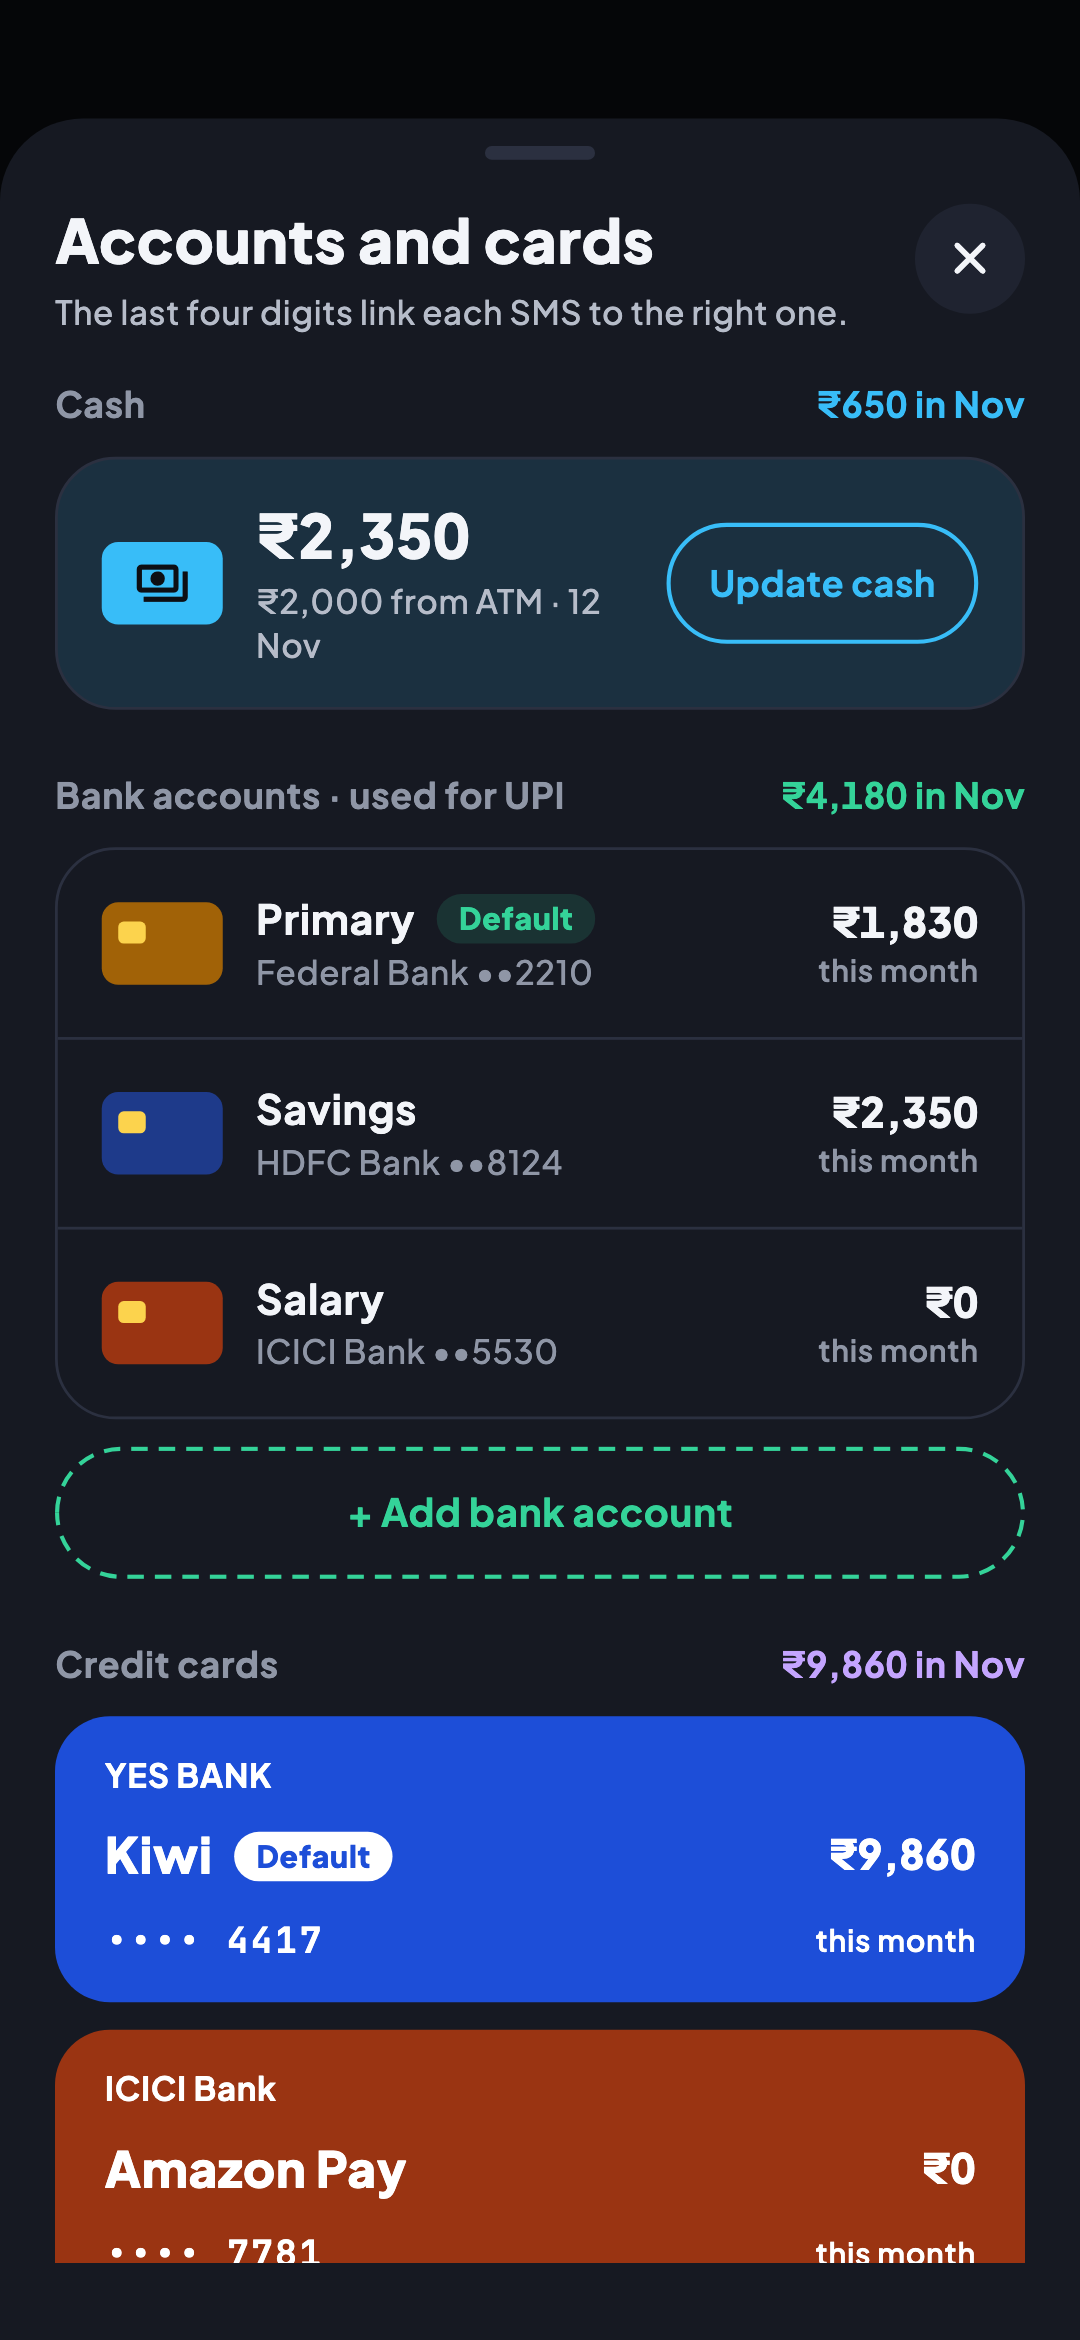 Accounts and cards
The last four digits link each SMS to the right one.
Cash
₹650 in Nov
₹2,350
₹2,000 from ATM · 12
Nov
Update cash
Bank accounts · used for UPI
₹4,180 in Nov
Primary
Default
₹1,830
Federal Bank ••2210
this month
Savings
₹2,350
HDFC Bank ••8124
this month
Salary
₹0
ICICI Bank ••5530
this month
+ Add bank account
Credit cards
₹9,860 in Nov
YES BANK
Kiwi
Default
₹9,860
•••• 4417
this month
ICICI Bank
Amazon Pay
₹0
•••• 7781
this month